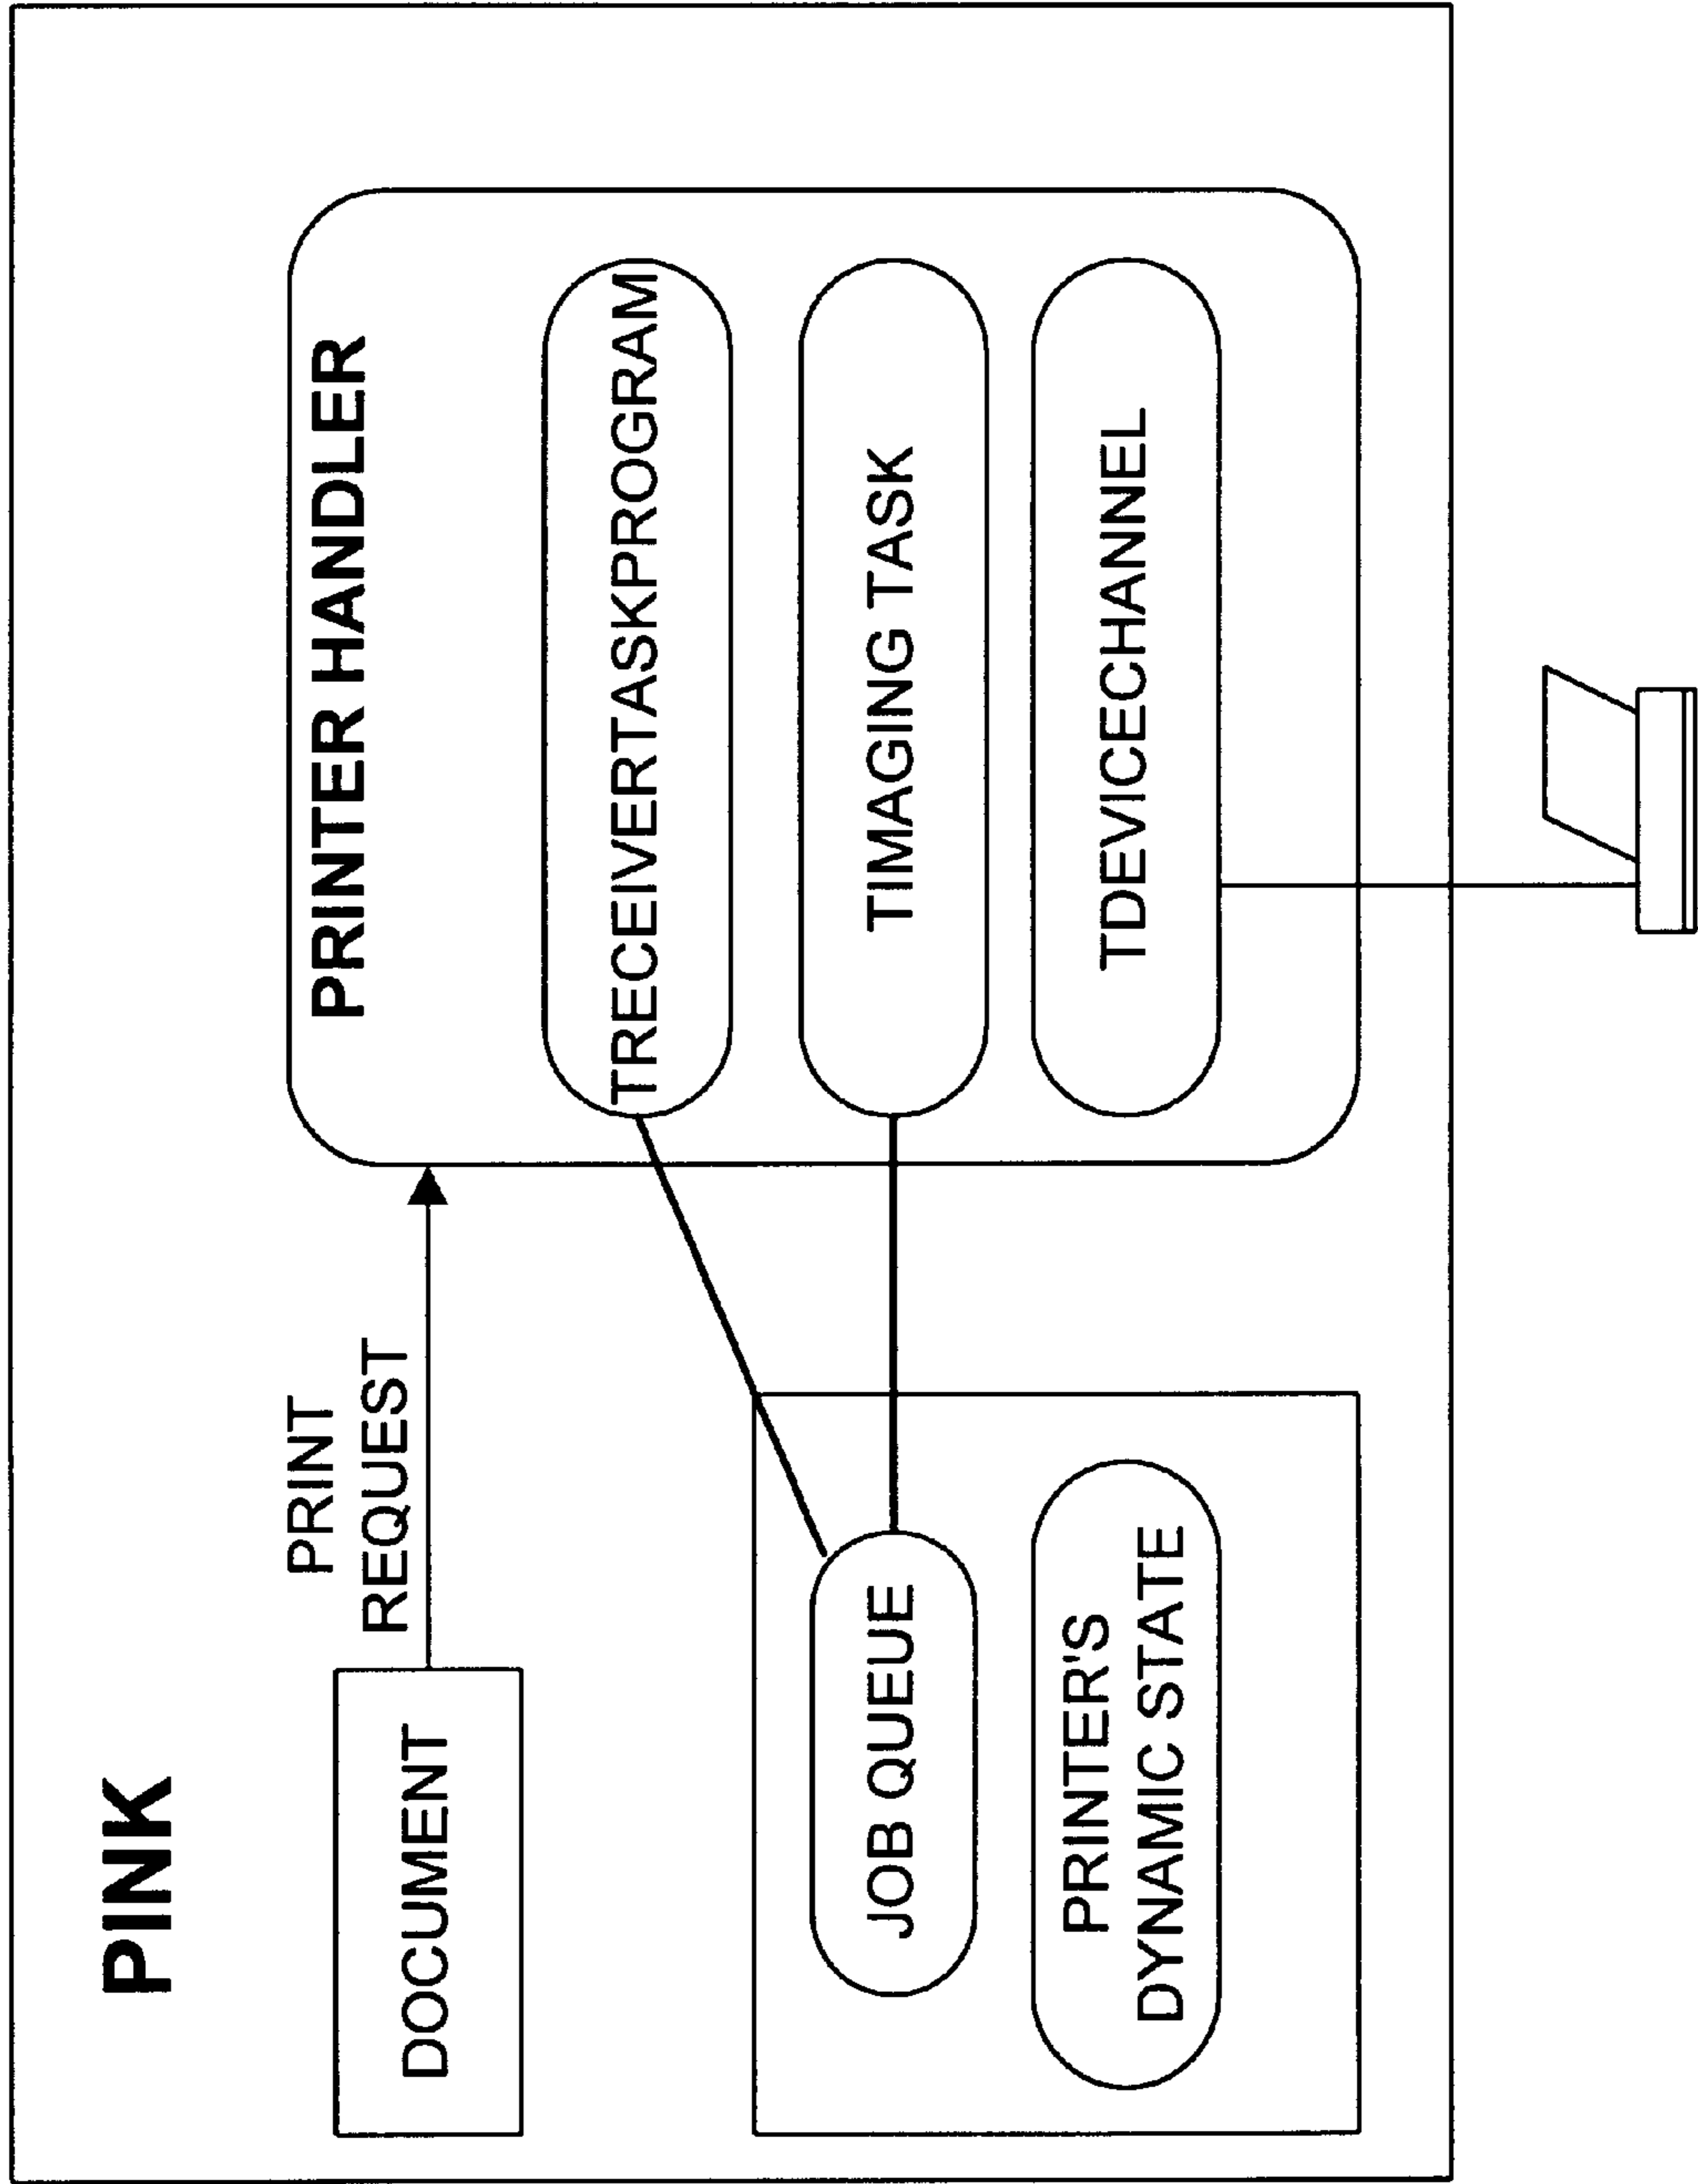 PINK
DOCUMENT
PRINT
REQUEST
PRINTER HANDLER
TRECEIVERTASKPROGRAM
JOB QUEUE
TIMAGING TASK
PRINTER'S
DYNAMIC STATE
TDEVICECHANNEL